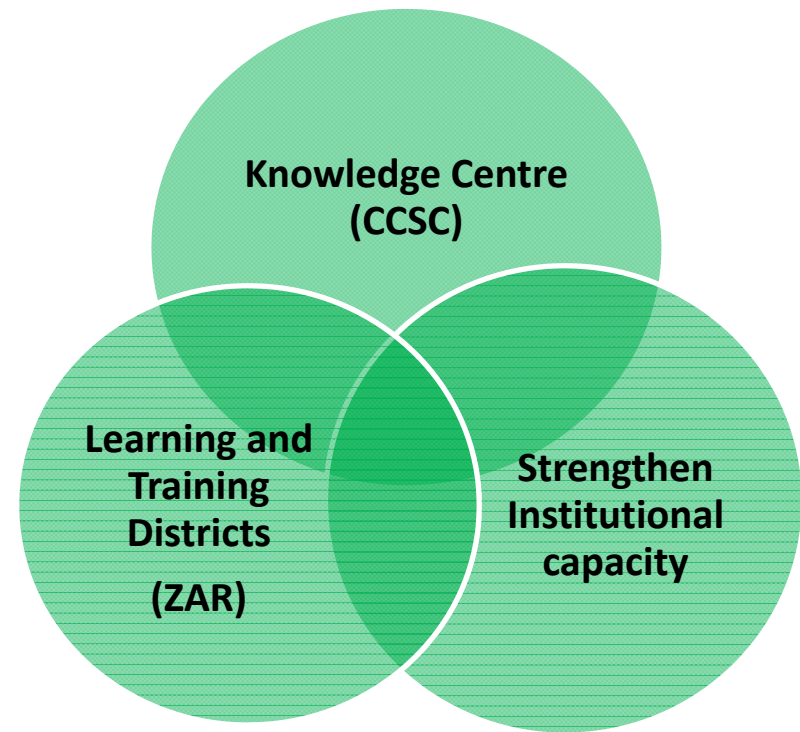 Knowledge Centre
(CCSC)
Learning and
Training
Districts
(ZAR)
Strengthen
Institutional
capacity